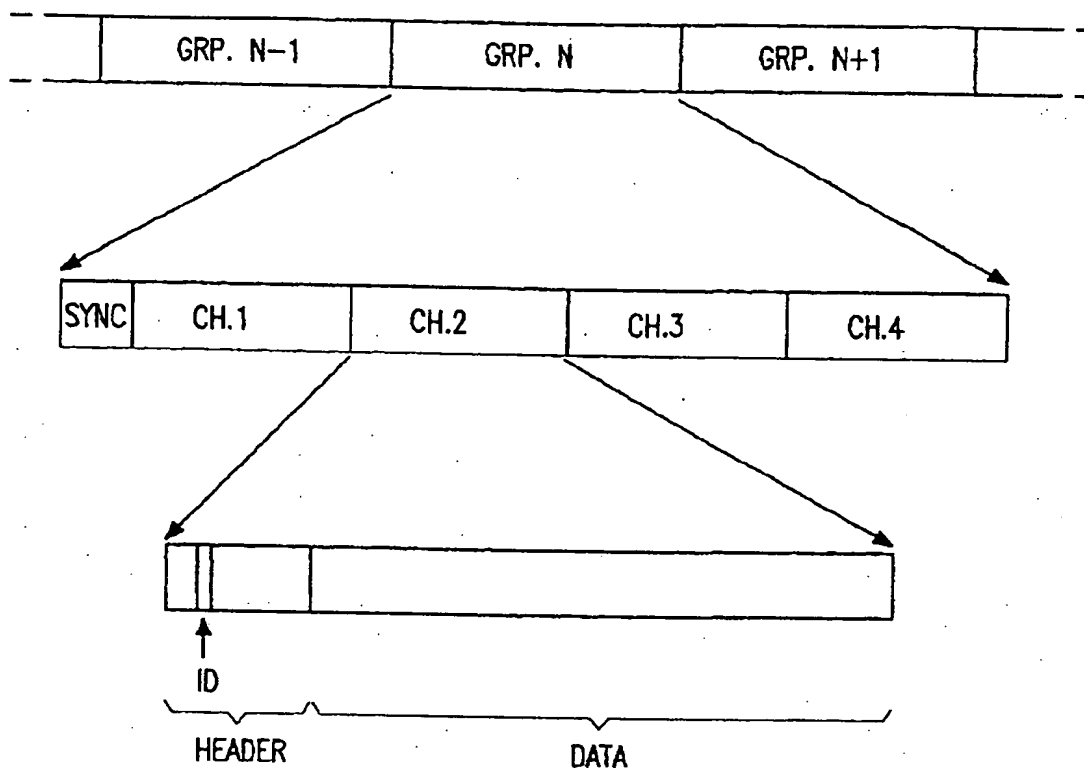 GRP. N-1 GRP. N GRP. N+1
SYNC CH.1 CH.2 CH.3 CH.4
ID
HEADER DATA